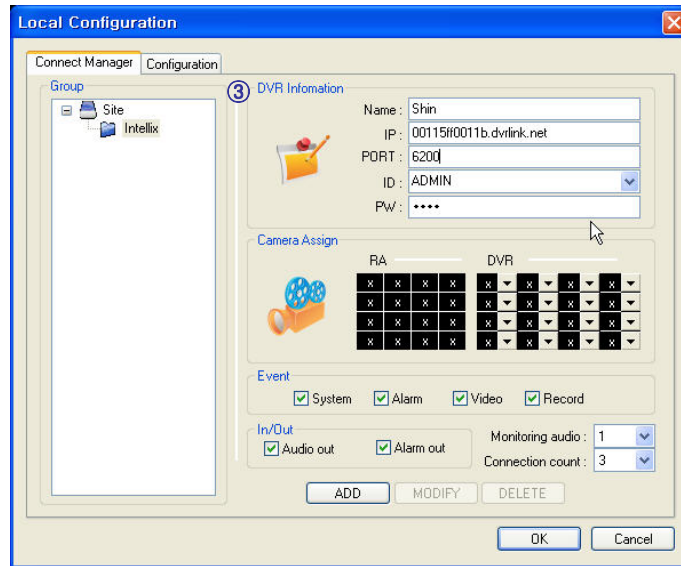 Local Configuration
Connect Manager
Configuration
Group
Site
Intellix
③
DVR Infomation
Name : Shin
IP : 00115ff0011b.dvrlink.net
PORT : 6200
ID : ADMIN
PW : ••••
Camera Assign
RA DVR
x x x x x x x x
x x x x x x x x
x x x x x x x x
x x x x x x x x
Event
System Alarm Video Record
In/Out
Audio out Alarm out
Monitoring audio : 1
Connection count : 3
ADD MODIFY DELETE
OK Cancel